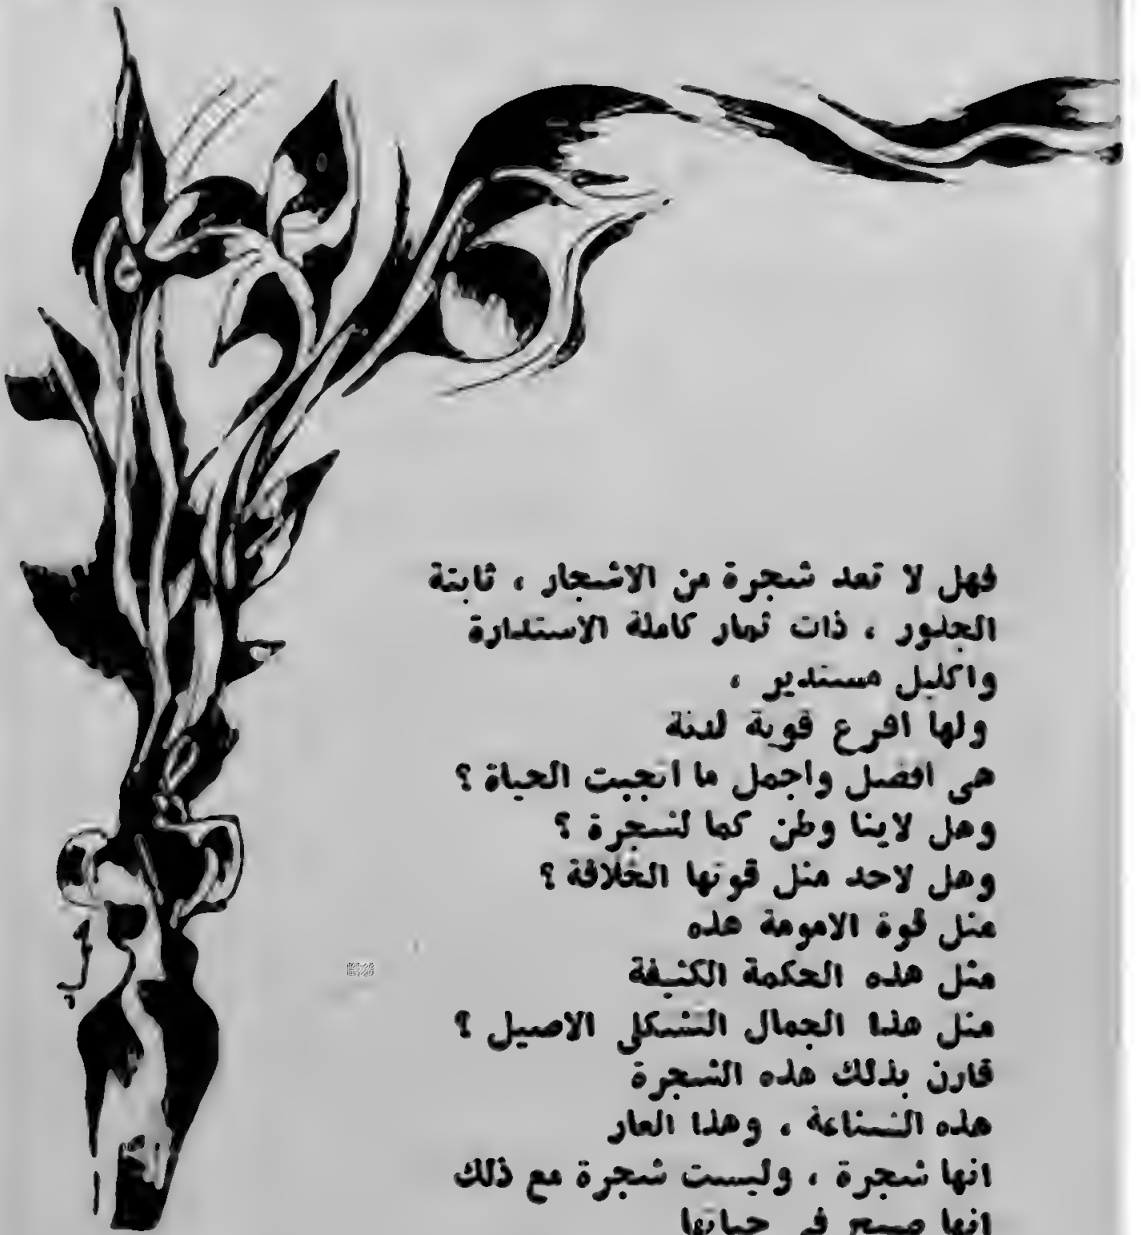 فهل لا تعد شجرة من الاشجار ، ثابتة
الجذور ، ذات ثمار كاملة الاستدارة
واكليل مستدير ،
ولها افرع قوية لدنة
هى افضل واجمل ما انجبت الحياة ؟
وهل لاينا وطن كما لشجرة ؟
وهل لاحد مثل قوتها الخلاقة ؟
مثل قوة الامومة هذه
مثل هذه الحكمة الكثيفة
مثل هذا الجمال الشكلى الاصيل ؟
قارن بذلك هذه الشجرة
هذه الشناعة ، وهذا العار
انها شجرة ، وليست شجرة مع ذلك
انها فى حياتها